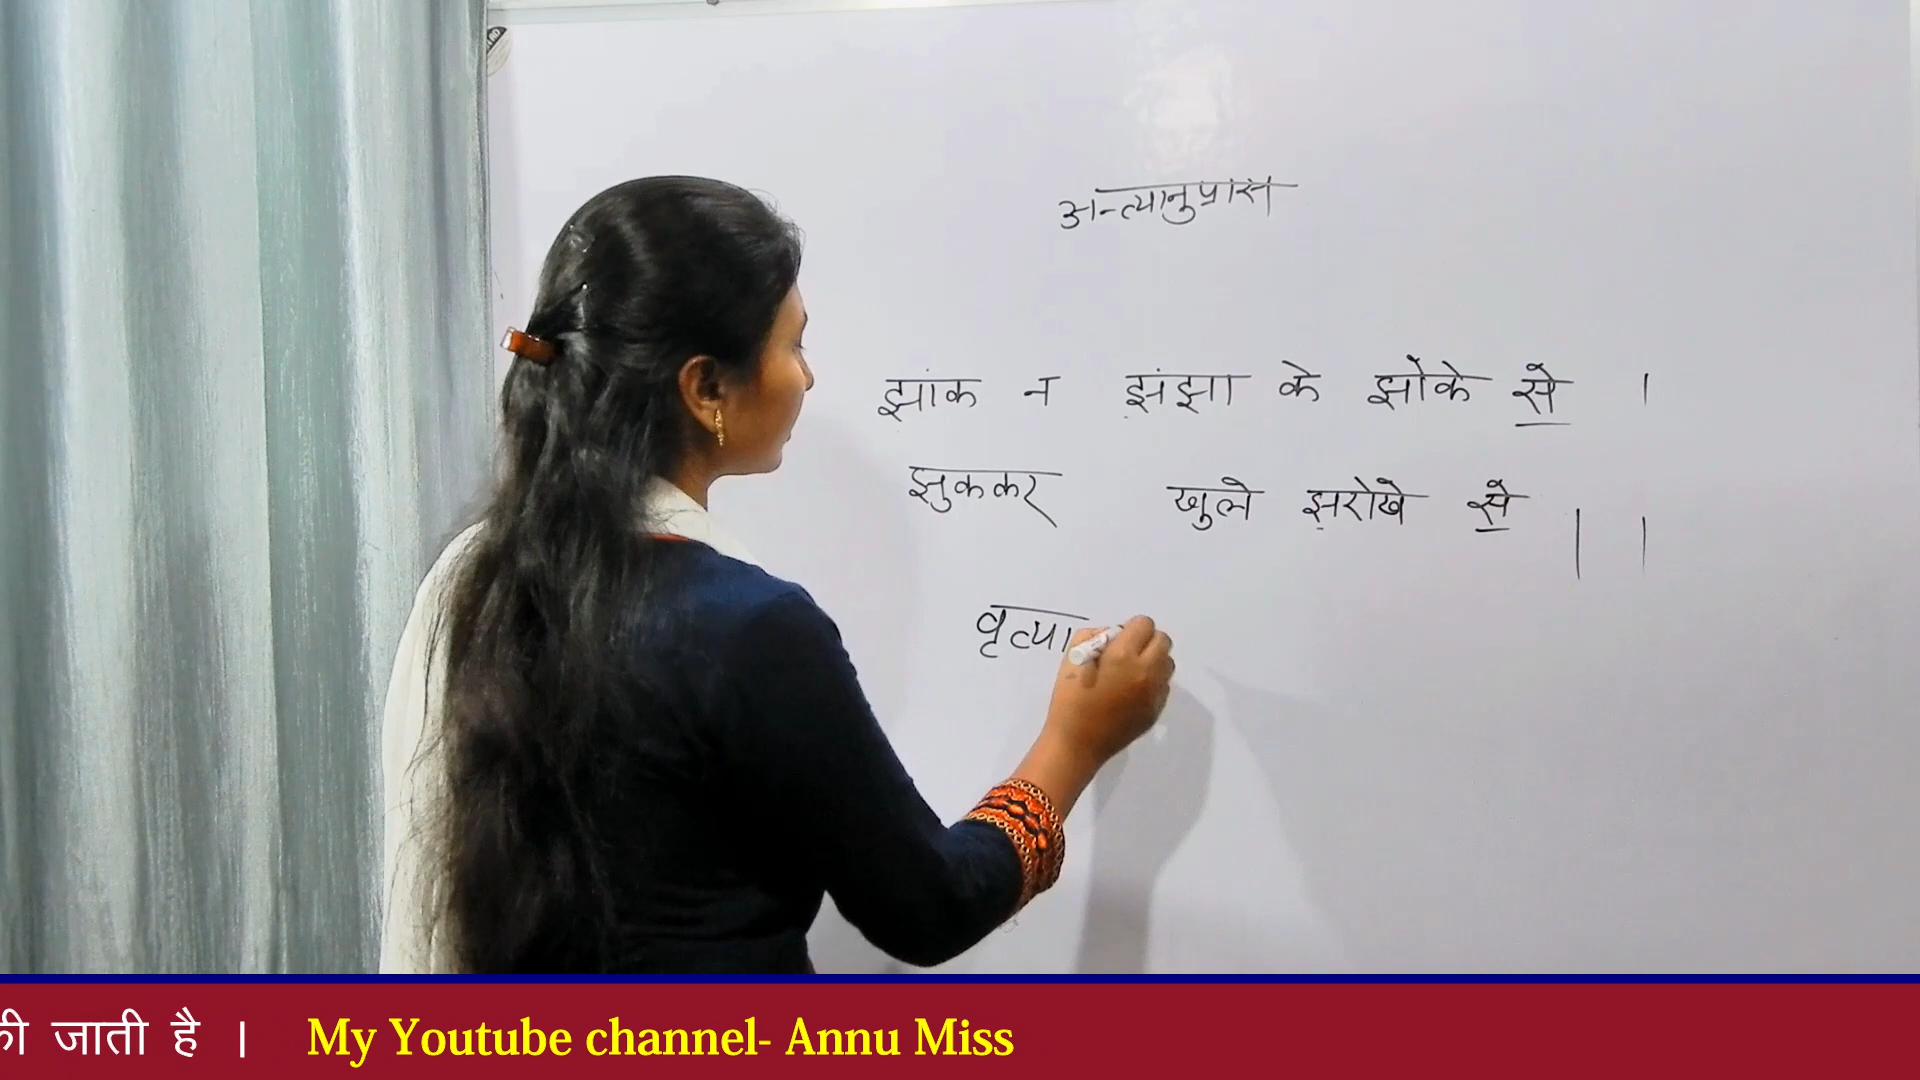 अन्त्यानुप्रास
झांक न झंझा के झोंके से ।
झुककर खुले झरोखे से ||
वृत्या
की जाती है । My Youtube channel- Annu Miss